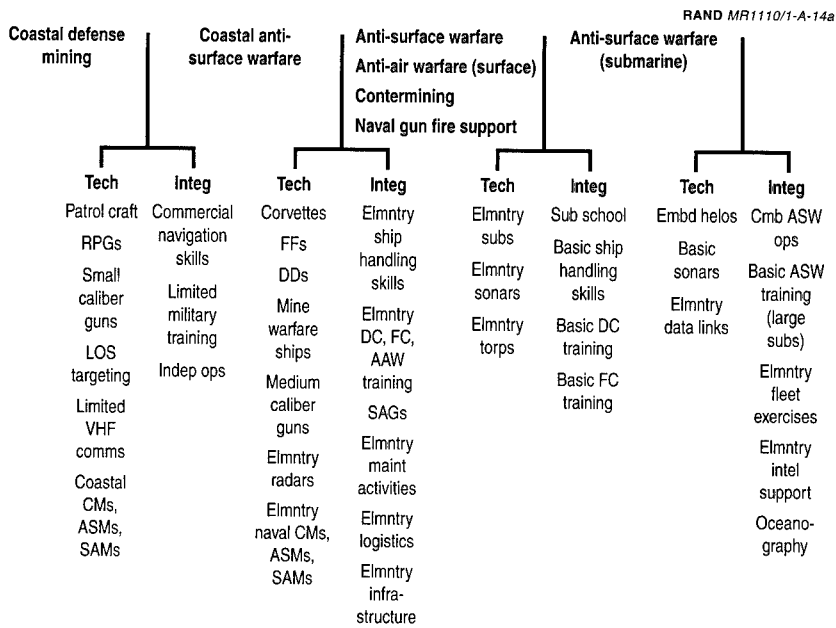 RAND MR1110/1-A-14a
Coastal defense
mining
Coastal anti-
surface warfare
Anti-surface warfare
Anti-air warfare (surface)
Contermining
Naval gun fire support
Anti-surface warfare
(submarine)
Tech
Patrol craft
RPGs
Small
caliber
guns
LOS
targeting
Limited
VHF
comms
Coastal
CMs,
ASMs,
SAMs
Integ
Commercial
navigation
skills
Limited
military
training
Indep ops
Tech
Corvettes
FFs
DDs
Mine
warfare
ships
Medium
caliber
guns
Elmntry
radars
Elmntry
naval CMs,
ASMs,
SAMs
Integ
Elmntry
ship
handling
skills
Elmntry
DC, FC,
AAW
training
SAGs
Elmntry
maint
activities
Elmntry
logistics
Elmntry
infra-
structure
Tech
Elmntry
subs
Elmntry
sonars
Elmntry
torps
Integ
Sub school
Basic ship
handling
skills
Basic DC
training
Basic FC
training
Tech
Embd helos
Basic
sonars
Elmntry
data links
Integ
Cmb ASW
ops
Basic ASW
training
(large
subs)
Elmntry
fleet
exercises
Elmntry
intel
support
Oceano-
graphy